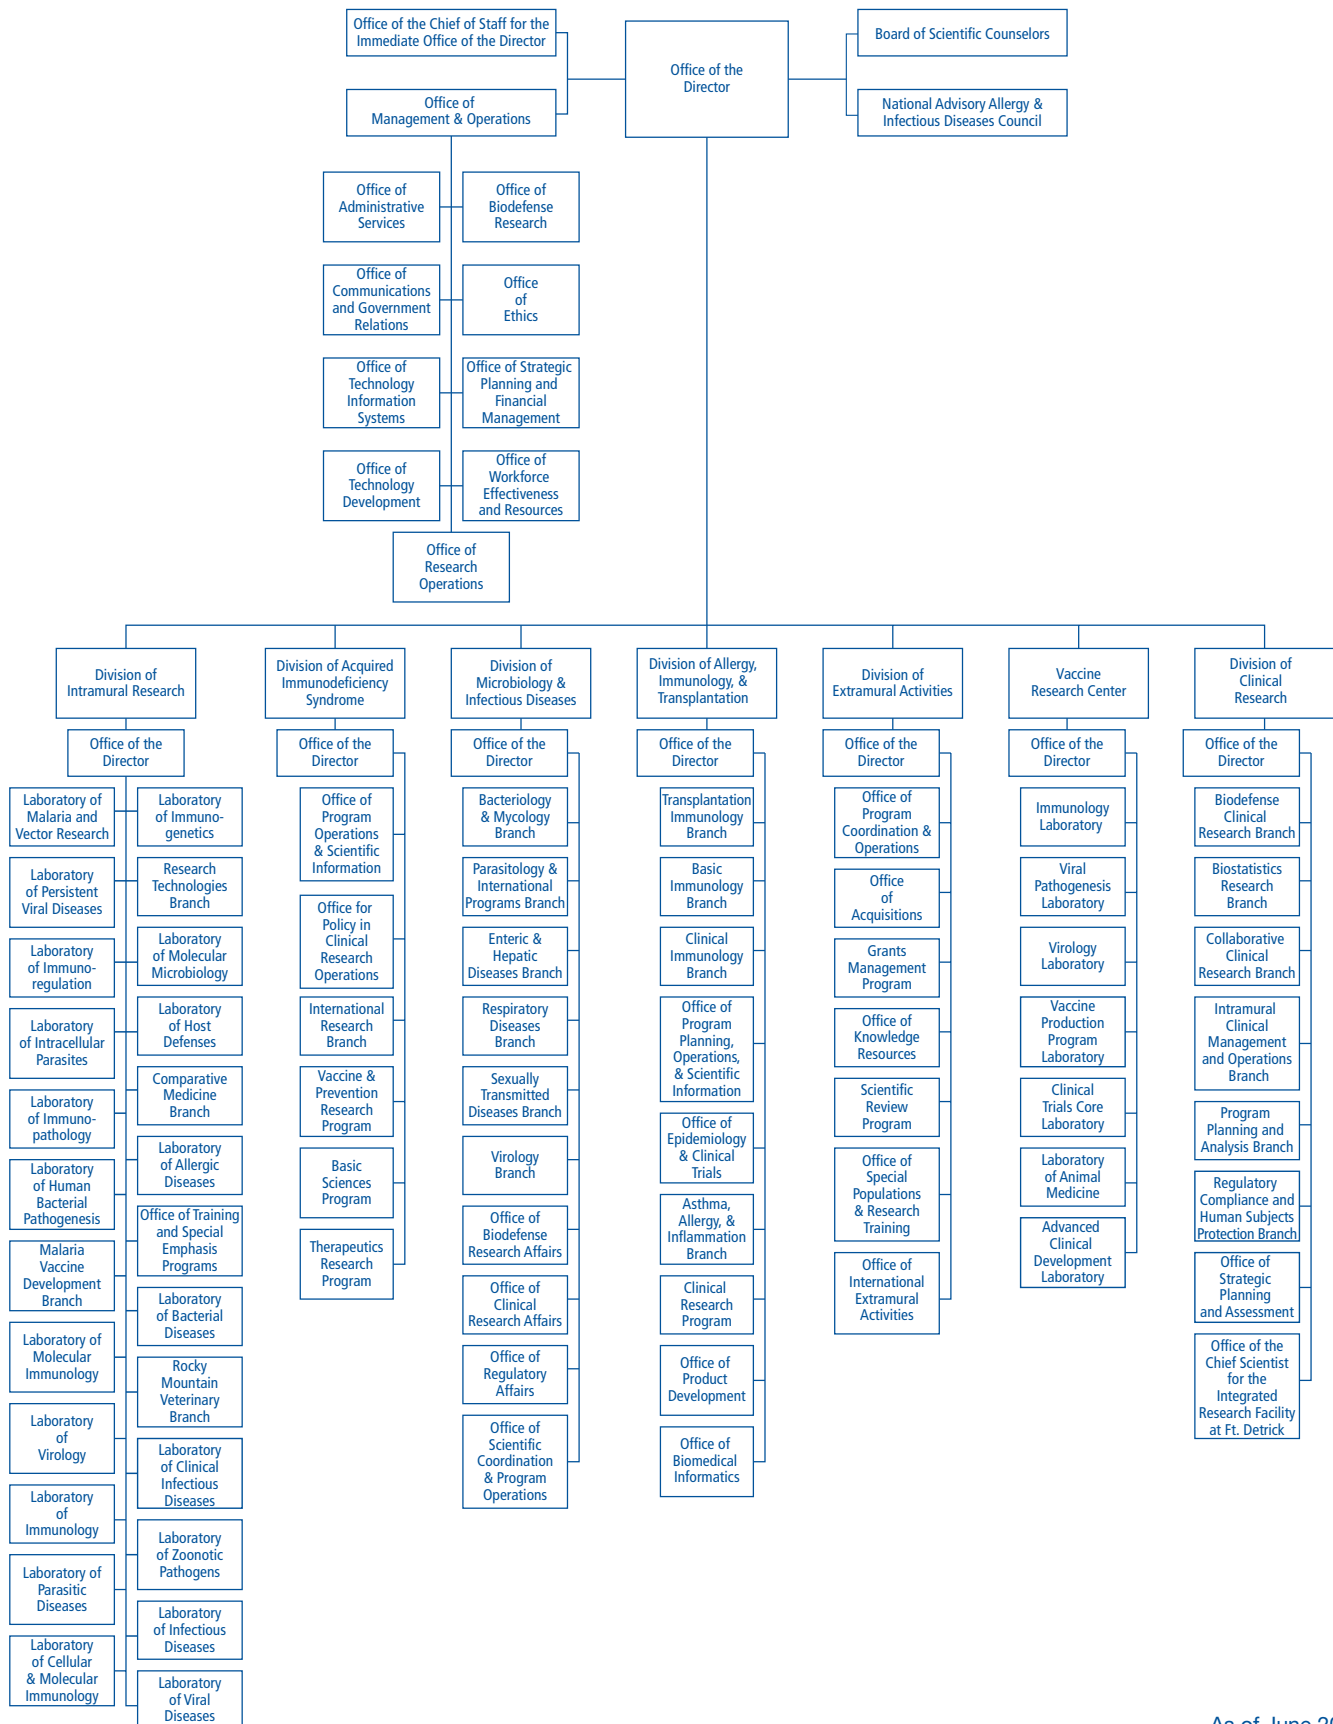 Office of the Chief of Staff for the
Immediate Office of the Director
Office of
Management & Operations
Office of the
Director
Board of Scientific Counselors
National Advisory Allergy &
Infectious Diseases Council
Office of
Administrative
Services
Office of
Biodefense
Research
Office of
Communications
and Government
Relations
Office
of
Ethics
Office of
Technology
Information
Systems
Office of Strategic
Planning and
Financial
Management
Office of
Technology
Development
Office of
Workforce
Effectiveness
and Resources
Office of
Research
Operations
Division of
Intramural Research
Office of the
Director
Laboratory of
Malaria and
Vector Research
Laboratory
of Immuno-
genetics
Laboratory
of Persistent
Viral Diseases
Research
Technologies
Branch
Laboratory
of Immuno-
regulation
Laboratory
of Molecular
Microbiology
Laboratory
of Intracellular
Parasites
Laboratory
of Host
Defenses
Laboratory
of Immuno-
pathology
Comparative
Medicine
Branch
Laboratory
of Human
Bacterial
Pathogenesis
Laboratory
of Allergic
Diseases
Malaria
Vaccine
Development
Branch
Office of Training
and Special
Emphasis
Programs
Laboratory of
Molecular
Immunology
Laboratory
of Bacterial
Diseases
Laboratory
of
Virology
Rocky
Mountain
Veterinary
Branch
Laboratory
of
Immunology
Laboratory
of Clinical
Infectious
Diseases
Laboratory of
Parasitic
Diseases
Laboratory
of Zoonotic
Pathogens
Laboratory
of Cellular
& Molecular
Immunology
Laboratory
of Infectious
Diseases
Laboratory
of Viral
Diseases
Division of Acquired
Immunodeficiency
Syndrome
Office of the
Director
Office of
Program
Operations
& Scientific
Information
Office for
Policy in
Clinical
Research
Operations
International
Research
Branch
Vaccine &
Prevention
Research
Program
Basic
Sciences
Program
Therapeutics
Research
Program
Division of
Microbiology &
Infectious Diseases
Office of the
Director
Bacteriology
& Mycology
Branch
Parasitology &
International
Programs Branch
Enteric &
Hepatic
Diseases Branch
Respiratory
Diseases
Branch
Sexually
Transmitted
Diseases Branch
Virology
Branch
Office of
Biodefense
Research Affairs
Office of
Clinical
Research Affairs
Office of
Regulatory
Affairs
Office of
Scientific
Coordination
& Program
Operations
Division of Allergy,
Immunology, &
Transplantation
Office of the
Director
Transplantation
Immunology
Branch
Basic
Immunology
Branch
Clinical
Immunology
Branch
Office of
Program
Planning,
Operations,
& Scientific
Information
Office of
Epidemiology
& Clinical
Trials
Asthma,
Allergy, &
Inflammation
Branch
Clinical
Research
Program
Office of
Product
Development
Office of
Biomedical
Informatics
Division of
Extramural Activities
Office of the
Director
Office of
Program
Coordination &
Operations
Office
of
Acquisitions
Grants
Management
Program
Office of
Knowledge
Resources
Scientific
Review
Program
Office of
Special
Populations
& Research
Training
Office of
International
Extramural
Activities
Vaccine
Research Center
Office of the
Director
Immunology
Laboratory
Viral
Pathogenesis
Laboratory
Virology
Laboratory
Vaccine
Production
Program
Laboratory
Clinical
Trials Core
Laboratory
Laboratory
of Animal
Medicine
Advanced
Clinical
Development
Laboratory
Division of
Clinical
Research
Office of the
Director
Biodefense
Clinical
Research Branch
Biostatistics
Research
Branch
Collaborative
Clinical
Research Branch
Intramural
Clinical
Management
and Operations
Branch
Program
Planning and
Analysis Branch
Regulatory
Compliance and
Human Subjects
Protection Branch
Office of
Strategic
Planning
and Assessment
Office of the
Chief Scientist
for the
Integrated
Research Facility
at Ft. Detrick
As of June